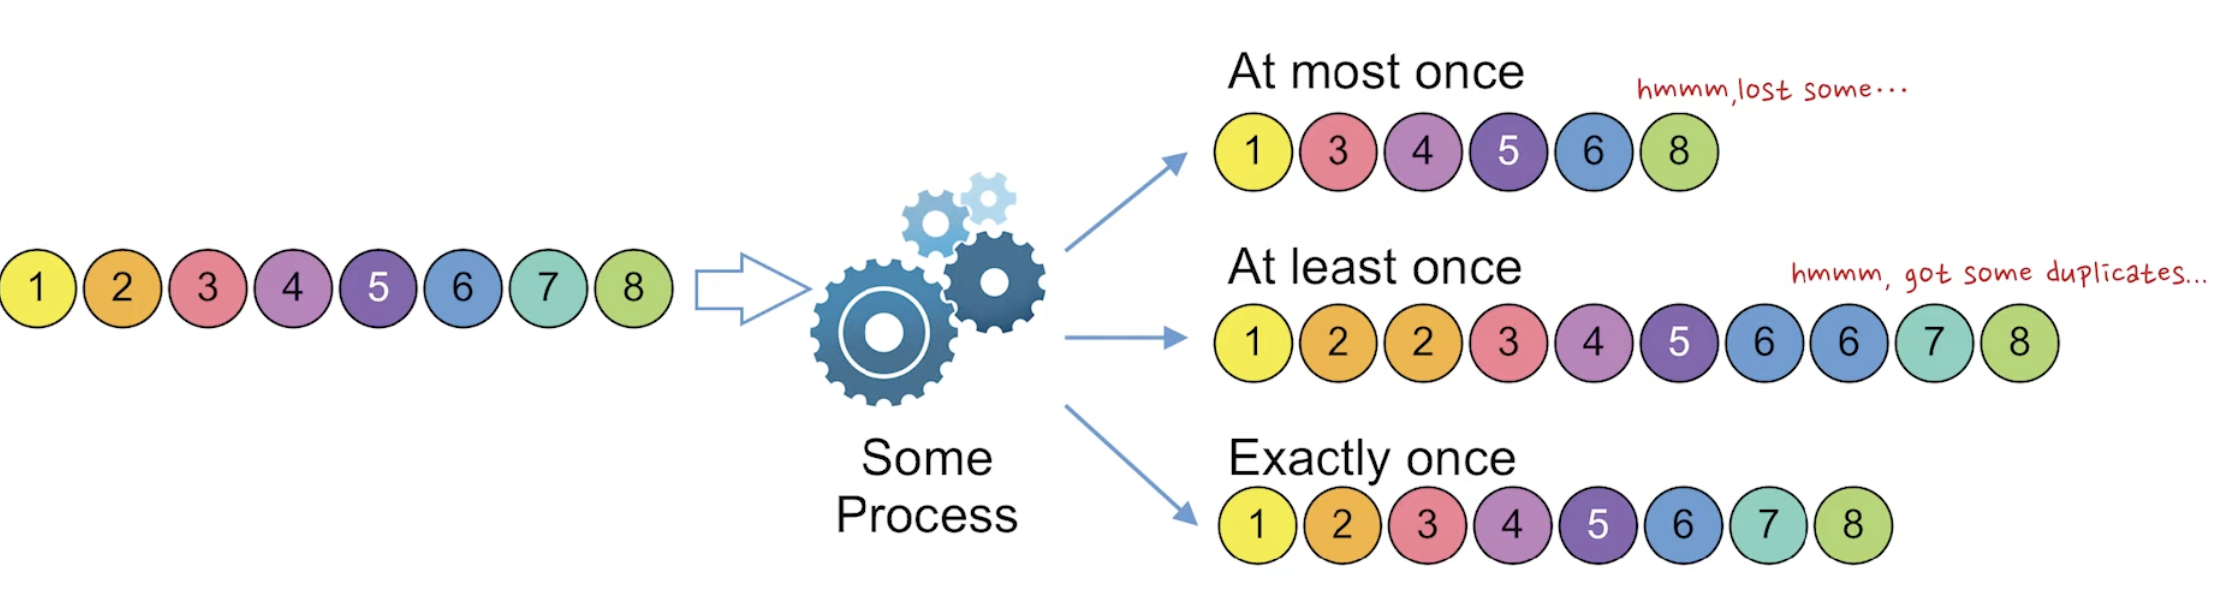 1 2 3 4 5 6 7 8
Some
Process
At most once
hmmm,lost some...
1 3 4 5 6 8
At least once
hmmm, got some duplicates...
1 2 2 3 4 5 6 6 7 8
Exactly once
1 2 3 4 5 6 7 8